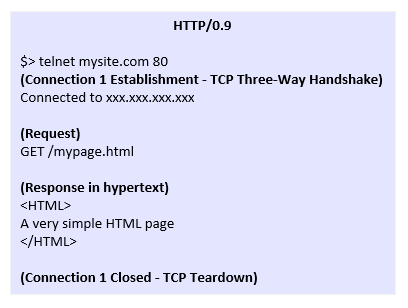 HTTP/0.9
$> telnet mysite.com 80
(Connection 1 Establishment - TCP Three-Way Handshake)
Connected to xxx.xxx.xxx.xxx
(Request)
GET /mypage.html
(Response in hypertext)
<HTML>
A very simple HTML page
</HTML>
(Connection 1 Closed - TCP Teardown)